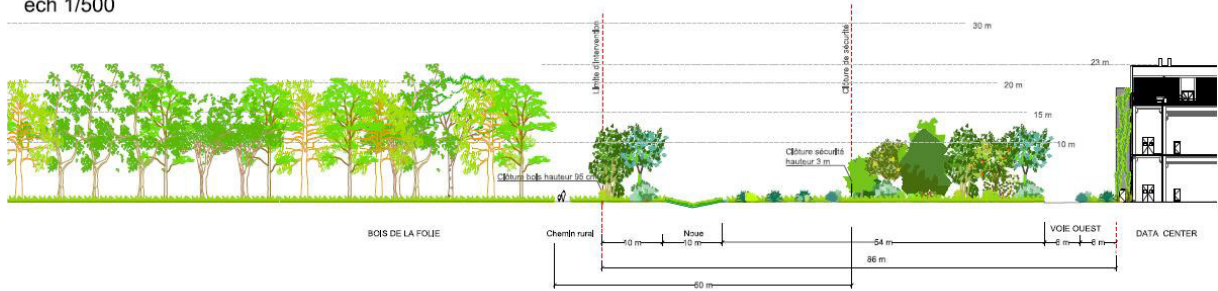 ech 1/500
30 m
23 m
20 m
15 m
10 m
Limite d'intervention
Clôture de sécurité
Clôture sécurité
hauteur 3 m
Clôture bois hauteur 95 cm
BOIS DE LA FOLIE
Chemin rural
10 m
Noue
10 m
54 m
VOIE OUEST
6 m
6 m
DATA CENTER
86 m
50 m